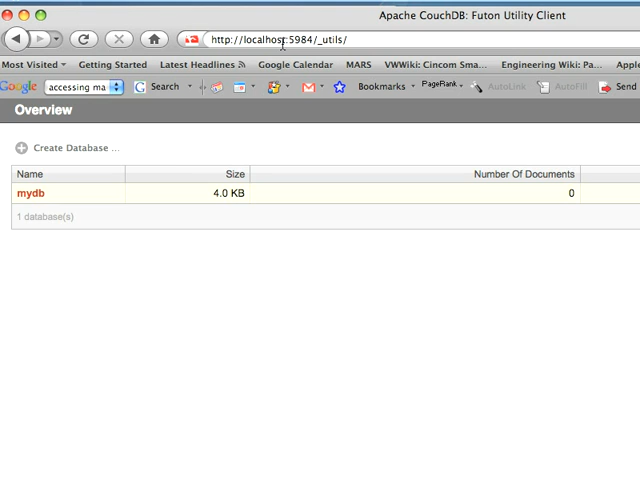 Apache CouchDB: Futon Utility Client
http://localhost:5984/_utils/
Most Visited Getting Started Latest Headlines Google Calendar MARS VWWiki: Cincom Sma... Engineering Wiki: Pa... Apple
Google accessing ma Search Bookmarks PageRank AutoLink AutoFill Send
Overview
Create Database ...
Name Size Number Of Documents
mydb 4.0 KB 0
1 database(s)